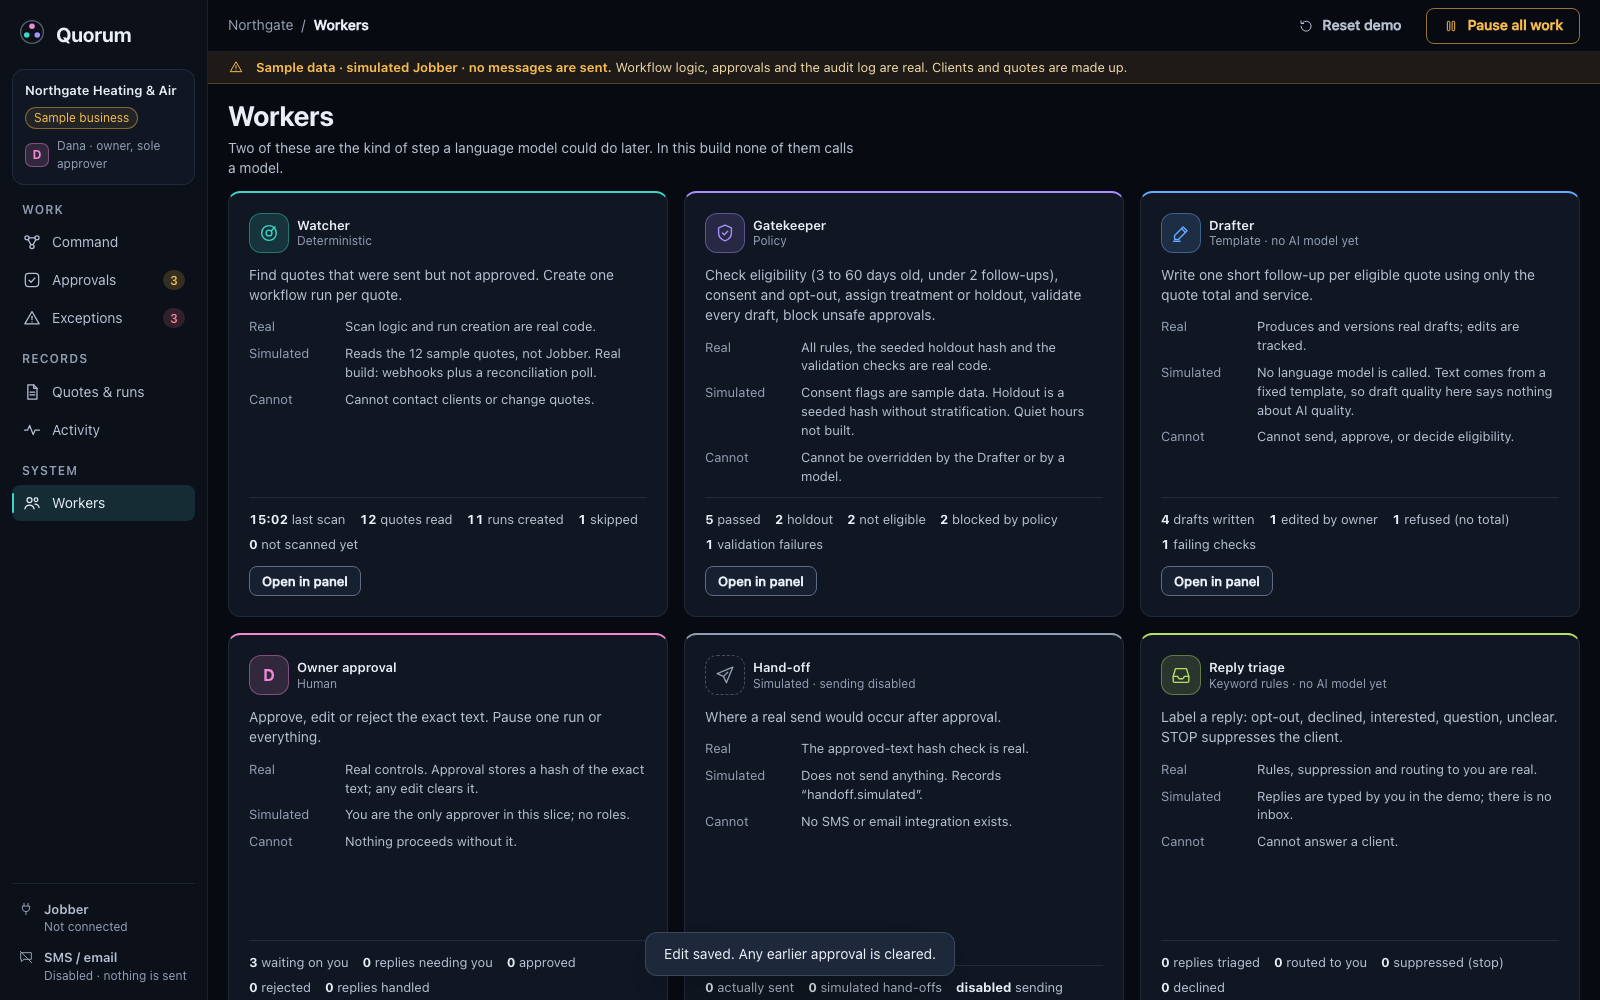 Quorum
Northgate Heating & Air
Sample business
D
Dana · owner, sole
approver
WORK
Command
Approvals 3
Exceptions 3
RECORDS
Quotes & runs
Activity
SYSTEM
Workers
Jobber
Not connected
SMS / email
Disabled · nothing is sent
Northgate / Workers
Reset demo
Pause all work
Sample data · simulated Jobber · no messages are sent. Workflow logic, approvals and the audit log are real. Clients and quotes are made up.
Workers
Two of these are the kind of step a language model could do later. In this build none of them calls
a model.
Watcher
Deterministic
Find quotes that were sent but not approved. Create one
workflow run per quote.
Real Scan logic and run creation are real code.
Simulated Reads the 12 sample quotes, not Jobber. Real
build: webhooks plus a reconciliation poll.
Cannot Cannot contact clients or change quotes.
15:02 last scan 12 quotes read 11 runs created 1 skipped
0 not scanned yet
Open in panel
Gatekeeper
Policy
Check eligibility (3 to 60 days old, under 2 follow-ups),
consent and opt-out, assign treatment or holdout, validate
every draft, block unsafe approvals.
Real All rules, the seeded holdout hash and the
validation checks are real code.
Simulated Consent flags are sample data. Holdout is a
seeded hash without stratification. Quiet hours
not built.
Cannot Cannot be overridden by the Drafter or by a
model.
5 passed 2 holdout 2 not eligible 2 blocked by policy
1 validation failures
Open in panel
Drafter
Template · no AI model yet
Write one short follow-up per eligible quote using only the
quote total and service.
Real Produces and versions real drafts; edits are
tracked.
Simulated No language model is called. Text comes from a
fixed template, so draft quality here says nothing
about AI quality.
Cannot Cannot send, approve, or decide eligibility.
4 drafts written 1 edited by owner 1 refused (no total)
1 failing checks
Open in panel
D
Owner approval
Human
Approve, edit or reject the exact text. Pause one run or
everything.
Real Real controls. Approval stores a hash of the exact
text; any edit clears it.
Simulated You are the only approver in this slice; no roles.
Cannot Nothing proceeds without it.
3 waiting on you 0 replies needing you 0 approved
0 rejected 0 replies handled
Hand-off
Simulated · sending disabled
Where a real send would occur after approval.
Real The approved-text hash check is real.
Simulated Does not send anything. Records
“handoff.simulated”.
Cannot No SMS or email integration exists.
0 actually sent 0 simulated hand-offs disabled sending
Reply triage
Keyword rules · no AI model yet
Label a reply: opt-out, declined, interested, question, unclear.
STOP suppresses the client.
Real Rules, suppression and routing to you are real.
Simulated Replies are typed by you in the demo; there is no
inbox.
Cannot Cannot answer a client.
0 replies triaged 0 routed to you 0 suppressed (stop)
0 declined
Edit saved. Any earlier approval is cleared.